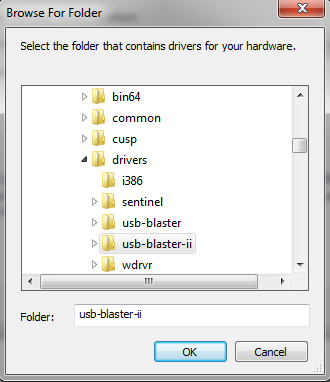 Browse For Folder
Select the folder that contains drivers for your hardware.
bin64
common
cusp
drivers
i386
sentinel
usb-blaster
usb-blaster-ii
wdrvr
Folder:
usb-blaster-ii
OK
Cancel